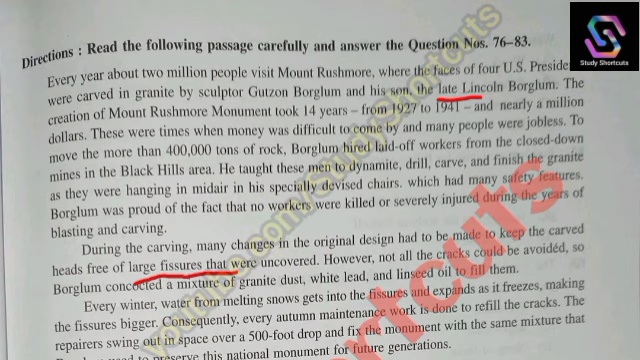 Study Shortcuts
Directions : Read the following passage carefully and answer the Question Nos. 76–83.
Every year about two million people visit Mount Rushmore, where the faces of four U.S. Preside
were carved in granite by sculptor Gutzon Borglum and his son, the late Lincoln Borglum. The
creation of Mount Rushmore Monument took 14 years – from 1927 to 1941 – and nearly a million
dollars. These were times when money was difficult to come by and many people were jobless. To
move the more than 400,000 tons of rock, Borglum hired laid-off workers from the closed-down
mines in the Black Hills area. He taught these men to dynamite, drill, carve, and finish the granite
as they were hanging in midair in his specially devised chairs. which had many safety features.
Borglum was proud of the fact that no workers were killed or severely injured during the years of
blasting and carving.
During the carving, many changes in the original design had to be made to keep the carved
heads free of large fissures that were uncovered. However, not all the cracks could be avoided, so
Borglum concocted a mixture of granite dust, white lead, and linseed oil to fill them.
Every winter, water from melting snows gets into the fissures and expands as it freezes, making
the fissures bigger. Consequently, every autumn maintenance work is done to refill the cracks. The
repairers swing out in space over a 500-foot drop and fix the monument with the same mixture that
to preserve this national monument for future generations.